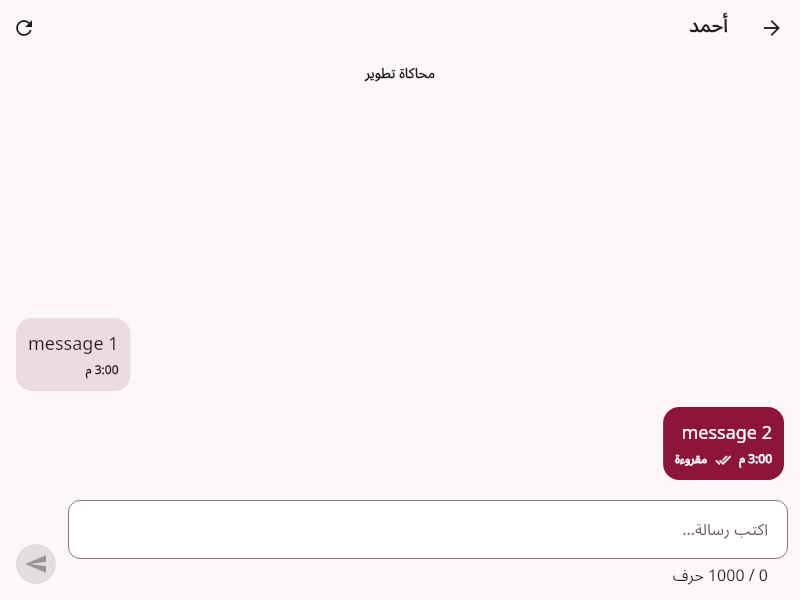 أحمد
محاكاة تطوير
message 1
3:00 م
message 2
3:00 م مقروءة
اكتب رسالة...
0 / 1000 حرف